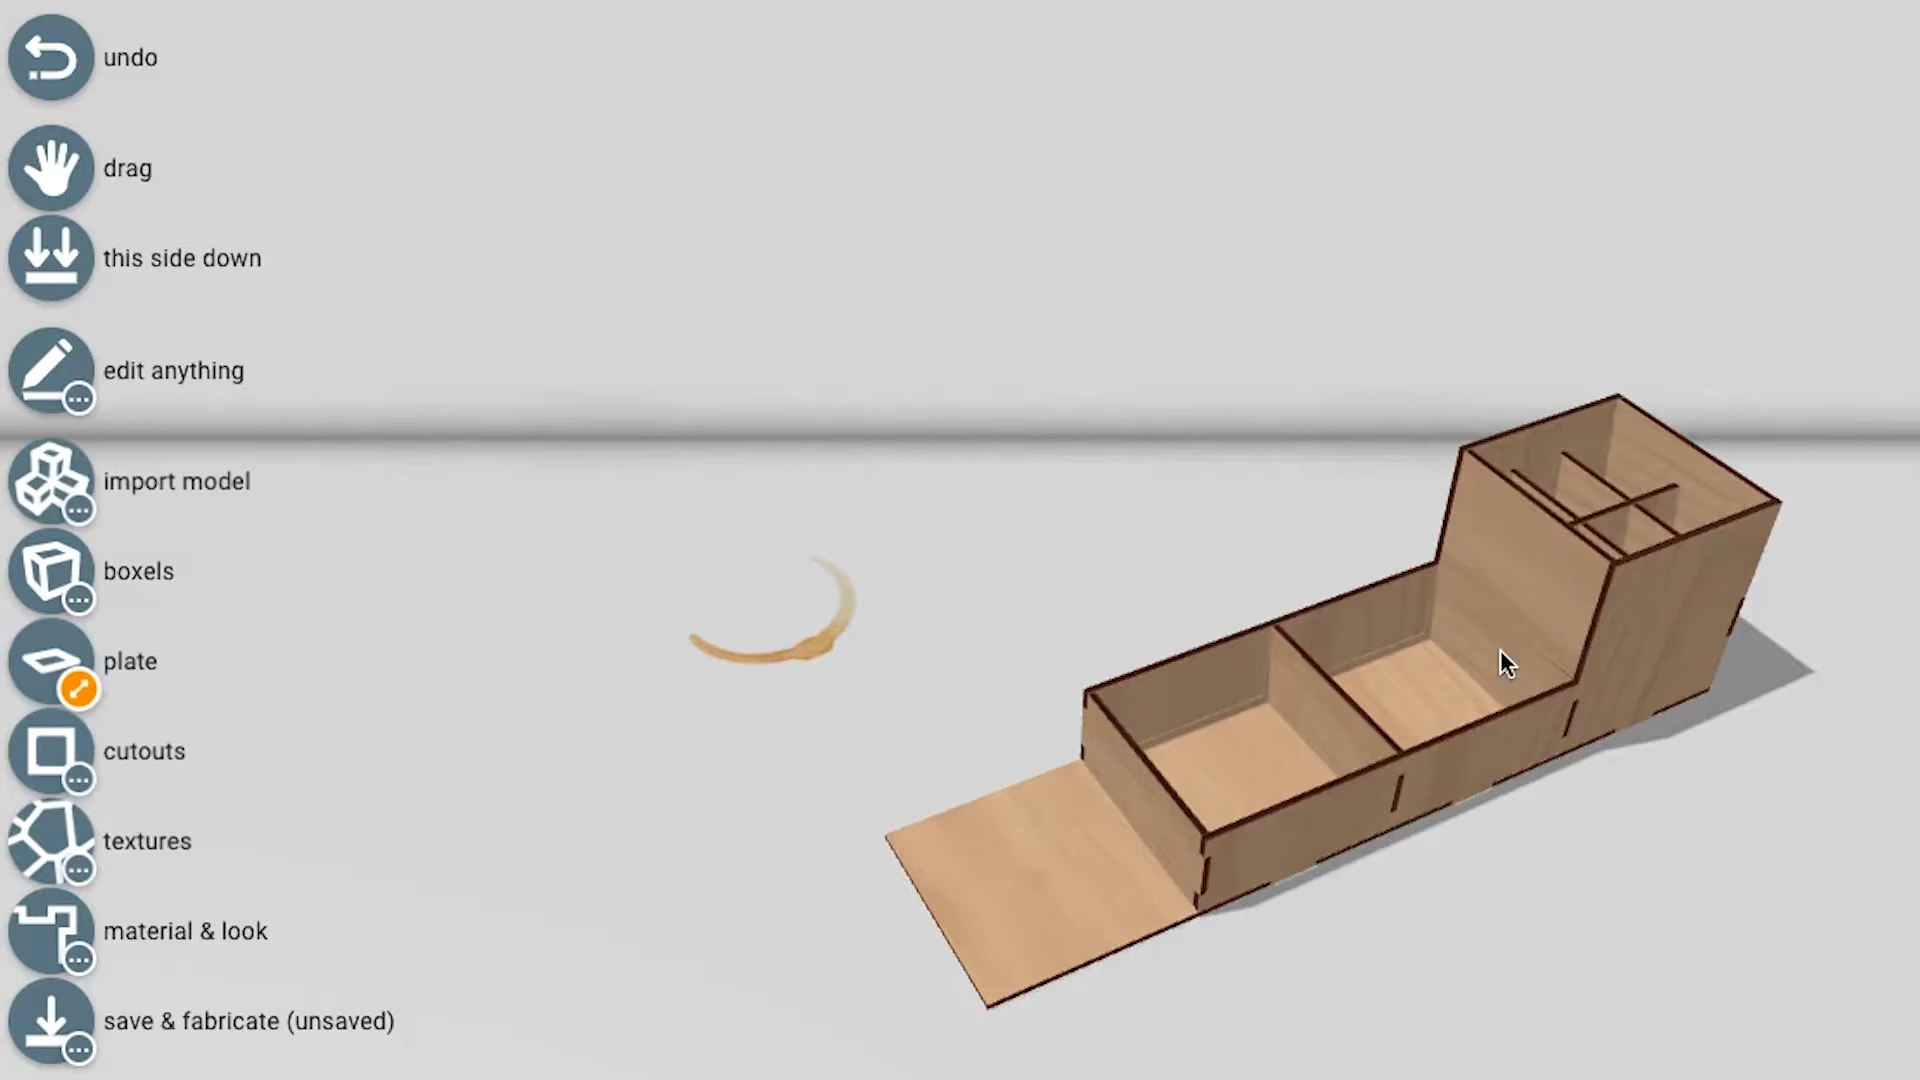 undo
drag
this side down
edit anything
import model
boxels
plate
cutouts
textures
material & look
save & fabricate (unsaved)